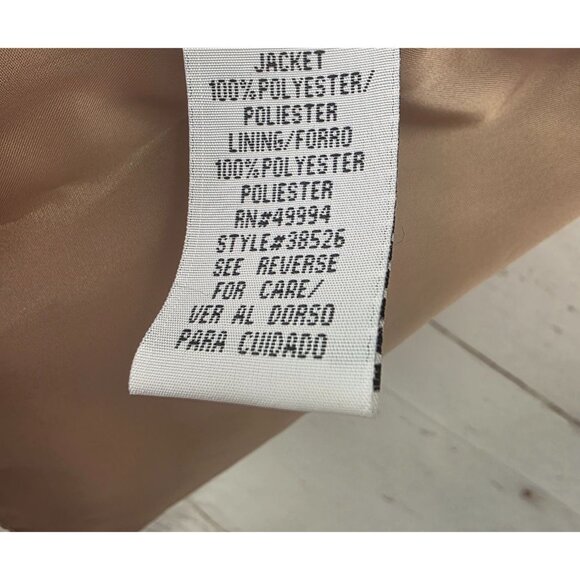 JACKET
100%POLYESTER/
POLIESTER
LINING/FORRO
100%POLYESTER
POLIESTER
RN#49994
STYLE#38526
SEE REVERSE
FOR CARE/
VER AL DORSO
PARA CUIDADO